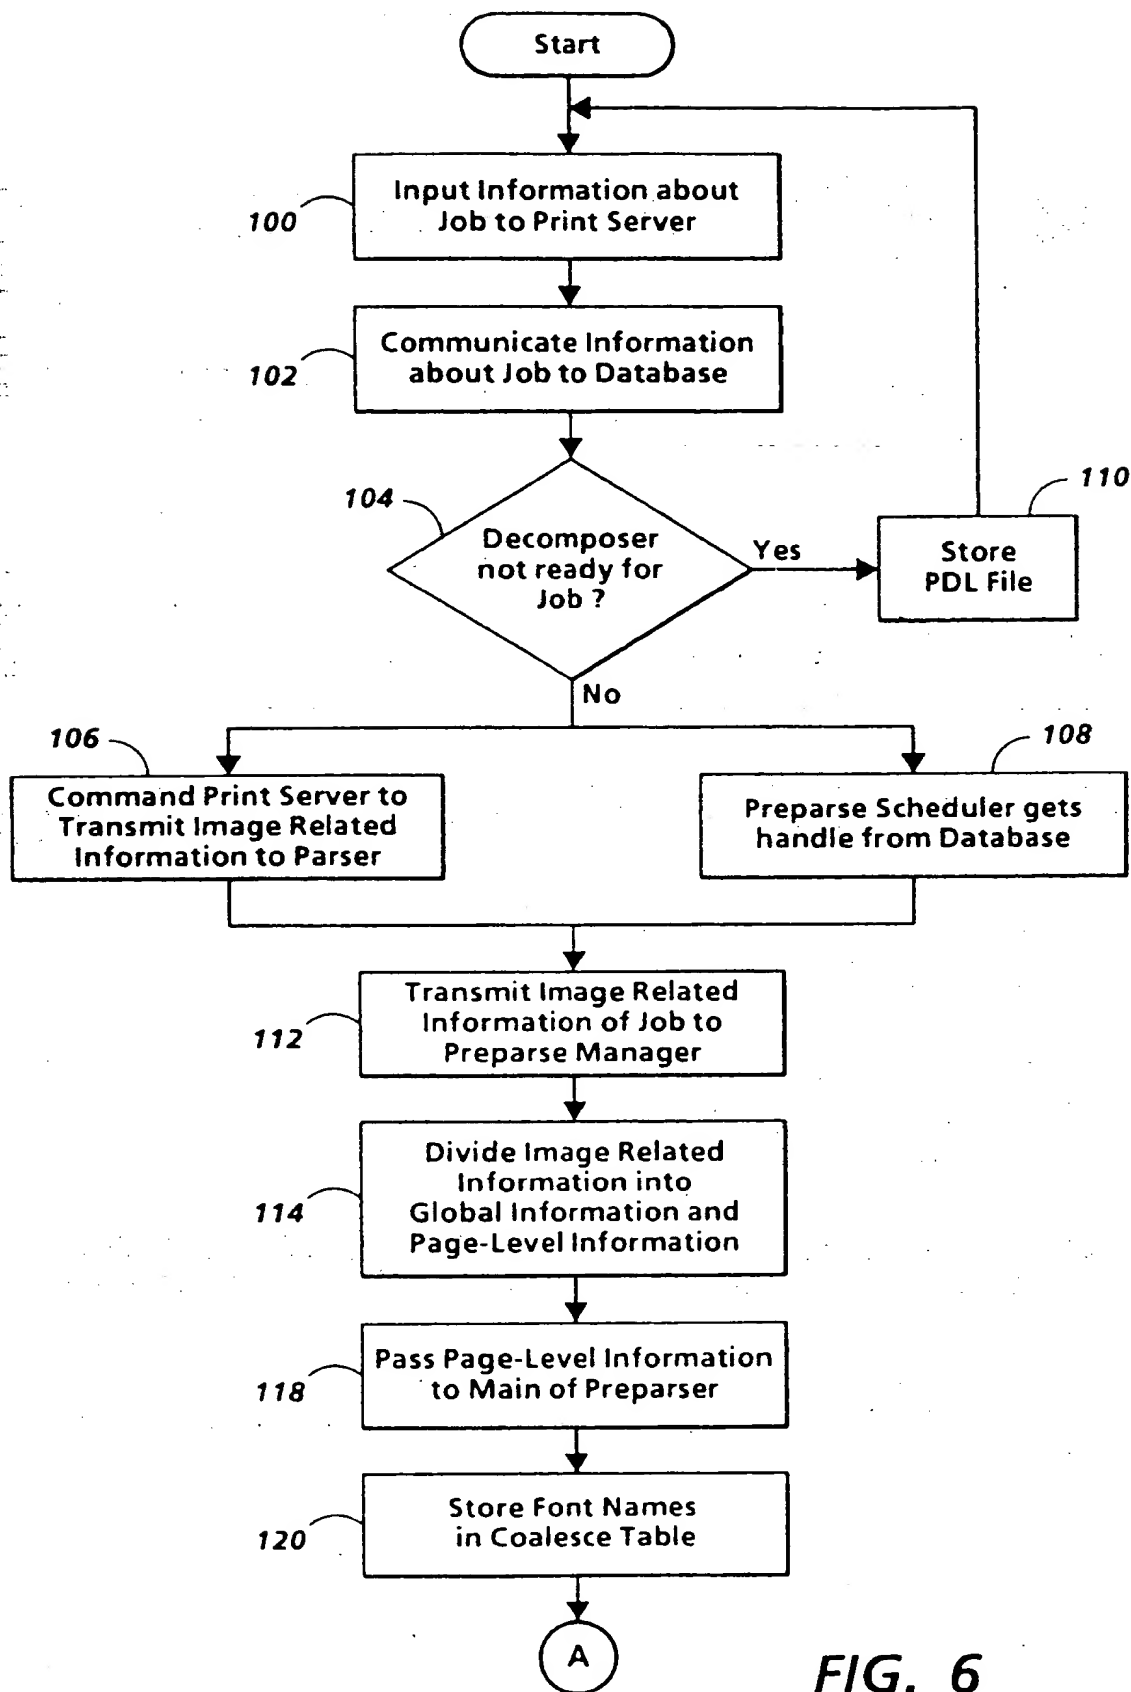 Start
Input Information about
Job to Print Server
100
Communicate Information
about Job to Database
102
104
Decomposer
not ready for
Job ?
Yes
110
Store
PDL File
No
106
Command Print Server to
Transmit Image Related
Information to Parser
108
Preparse Scheduler gets
handle from Database
Transmit Image Related
Information of Job to
Preparse Manager
112
Divide Image Related
Information into
Global Information and
Page-Level Information
114
Pass Page-Level Information
to Main of Preparser
118
Store Font Names
in Coalesce Table
120
A
FIG. 6